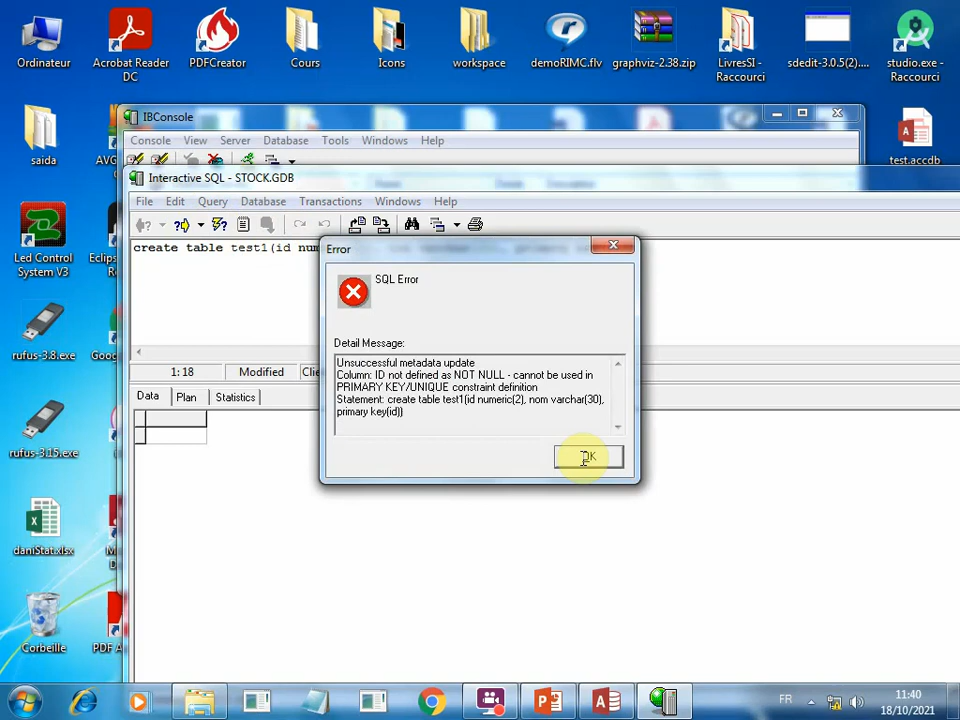 Ordinateur
Acrobat Reader
DC
PDFCreator
Cours
Icons
workspace
demoRIMC.flv
graphviz-2.38.zip
LivresSI -
Raccourci
sdedit-3.0.5(2)....
studio.exe -
Raccourci
saida
AVG
test.accdb
IBConsole
Console View Server Database Tools Windows Help
Interactive SQL - STOCK.GDB
File Edit Query Database Transactions Windows Help
create table test1(id num
Error
SQL Error
Detail Message:
Unsuccessful metadata update
Column: ID not defined as NOT NULL - cannot be used in
PRIMARY KEY/UNIQUE constraint definition
Statement: create table test1(id numeric(2), nom varchar(30),
primary key(id))
OK
1:18 Modified Clie
Data Plan Statistics
Led Control
System V3
Eclips
rufus-3.8.exe
Goog
rufus-3.15.exe
daniStat.xlsx
Corbeille
PDF A
FR
11:40
18/10/2021